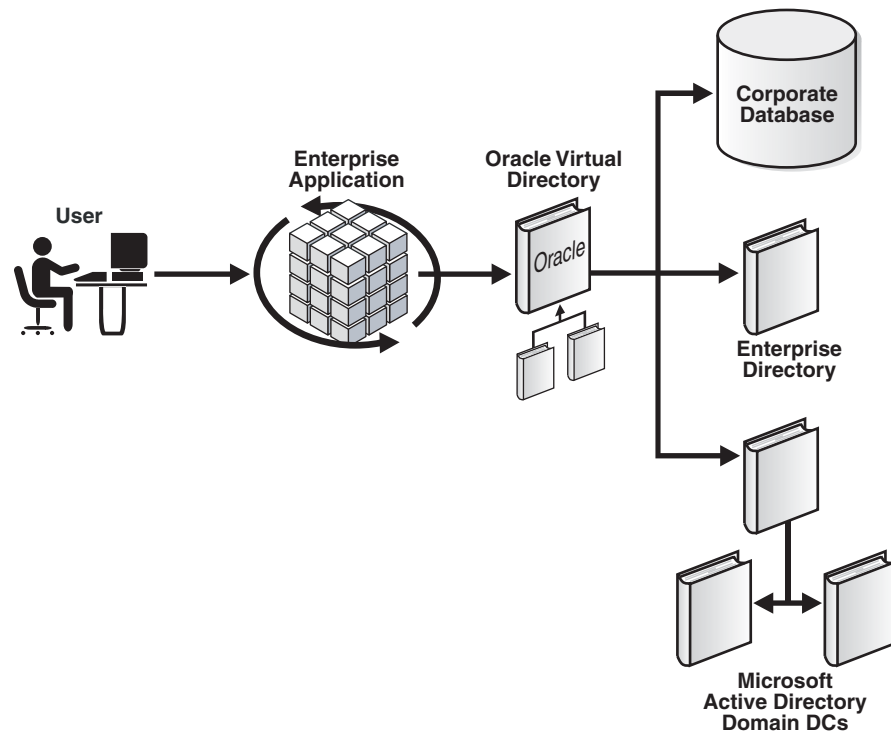 User
Enterprise
Application
Oracle Virtual
Directory
Oracle
Corporate
Database
Enterprise
Directory
Microsoft
Active Directory
Domain DCs